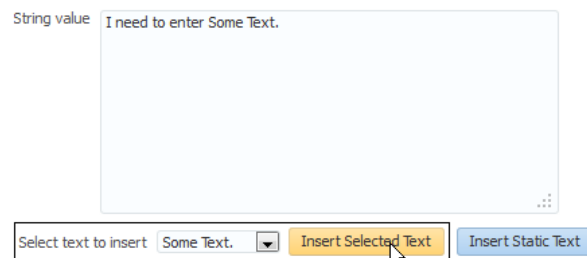 String value I need to enter Some Text.
Select text to insert Some Text. Insert Selected Text Insert Static Text